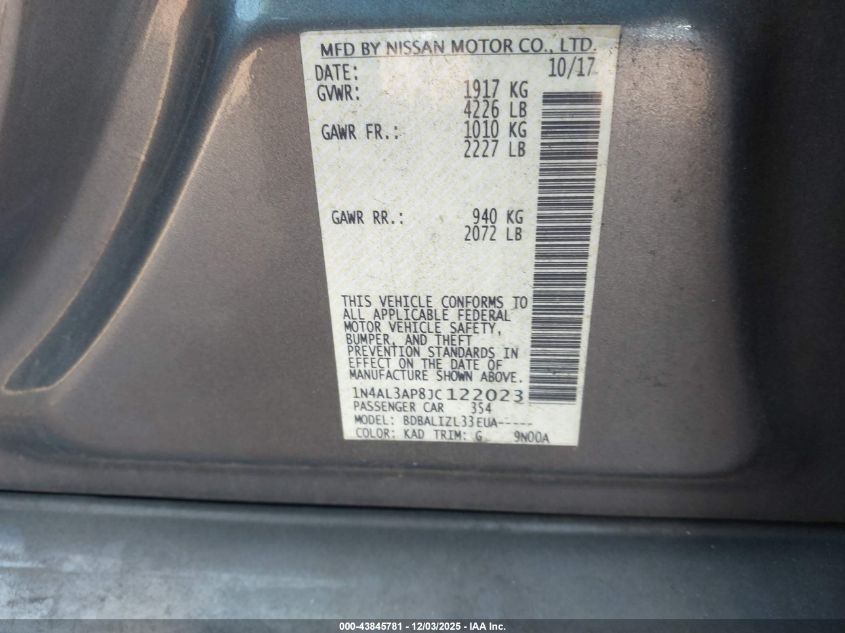 MFD BY NISSAN MOTOR CO., LTD.
DATE: 10/17
GVWR: 1917 KG
4226 LB
GAWR FR.: 1010 KG
2227 LB
GAWR RR.: 940 KG
2072 LB
THIS VEHICLE CONFORMS TO
ALL APPLICABLE FEDERAL
MOTOR VEHICLE SAFETY,
BUMPER, AND THEFT
PREVENTION STANDARDS IN
EFFECT ON THE DATE OF
MANUFACTURE SHOWN ABOVE.
1N4AL3AP8JC122023
PASSENGER CAR 354
MODEL: BDBALIZL33EUA-----
COLOR: KAD TRIM: G 9N00A
000-43845781 - 12/03/2025 - IAA Inc.